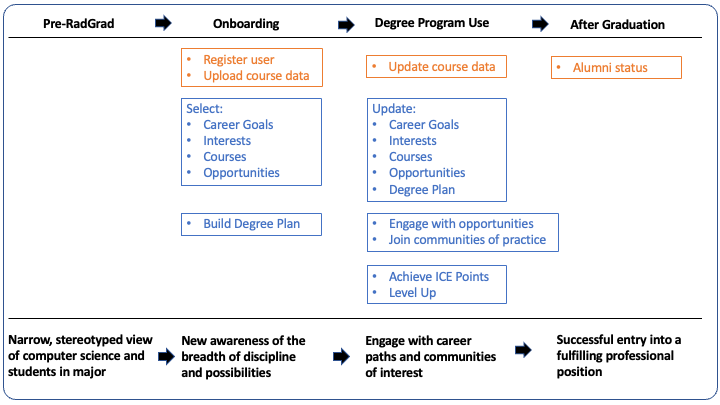 Pre-RadGrad
Onboarding
Degree Program Use
After Graduation
• Register user
• Upload course data
• Update course data
• Alumni status
Select:
• Career Goals
• Interests
• Courses
• Opportunities
Update:
• Career Goals
• Interests
• Courses
• Opportunities
• Degree Plan
• Build Degree Plan
• Engage with opportunities
• Join communities of practice
• Achieve ICE Points
• Level Up
Narrow, stereotyped view
of computer science and
students in major
New awareness of the
breadth of discipline
and possibilities
Engage with career
paths and communities
of interest
Successful entry into a
fulfilling professional
position